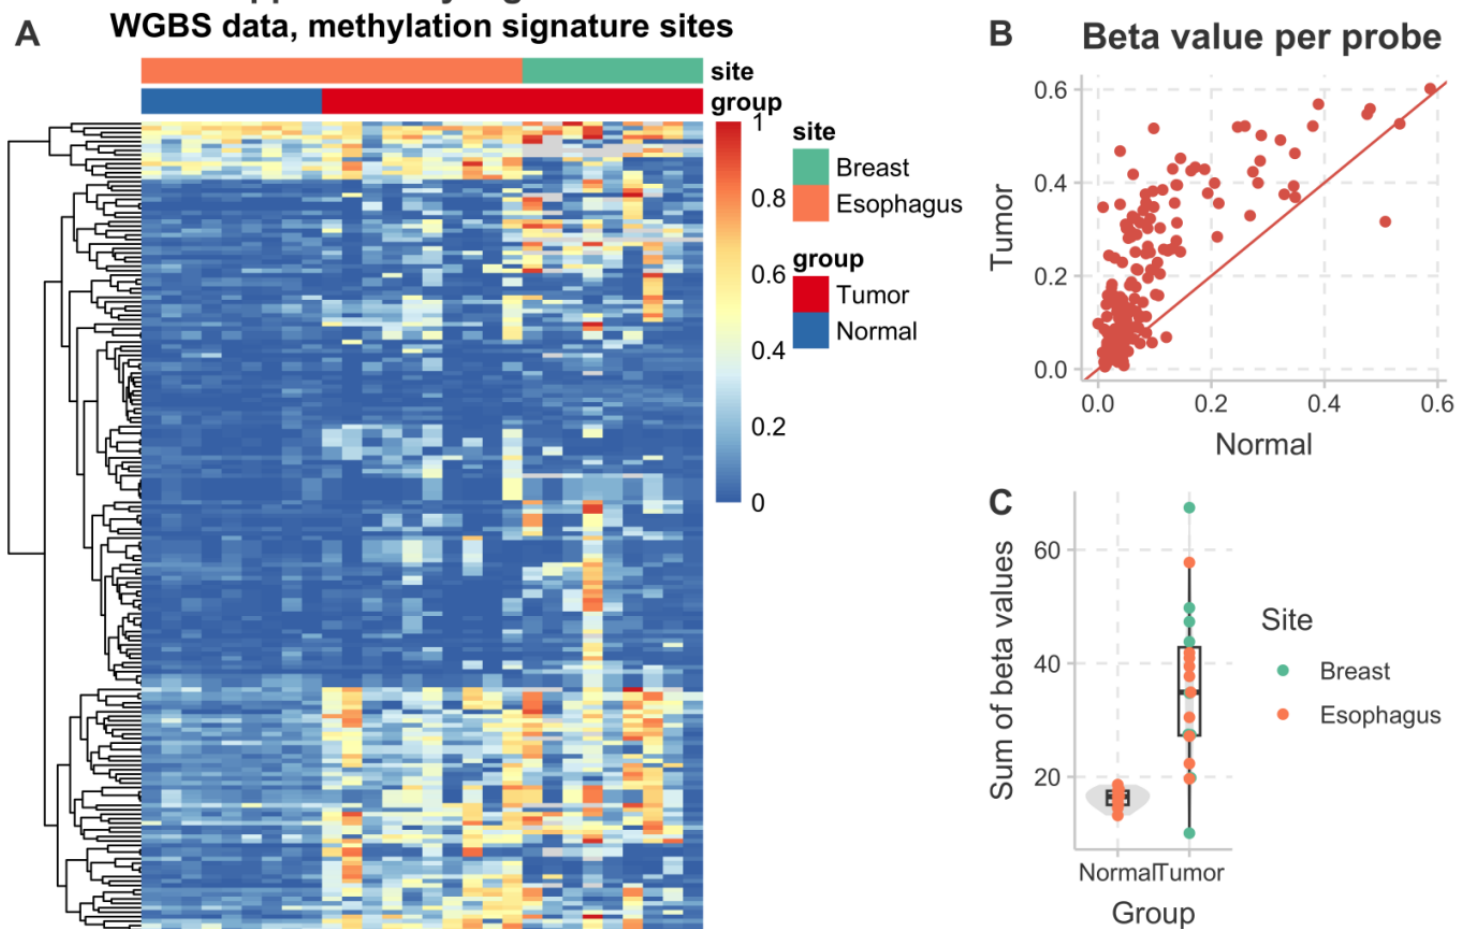 A
WGBS data, methylation signature sites
site
group
1
0.8
0.6
0.4
0.2
0
site
Breast
Esophagus
group
Tumor
Normal
B
Beta value per probe
Tumor
0.6
0.4
0.2
0.0
0.0 0.2 0.4 0.6
Normal
C
Sum of beta values
60
40
20
Normal Tumor
Group
Site
Breast
Esophagus